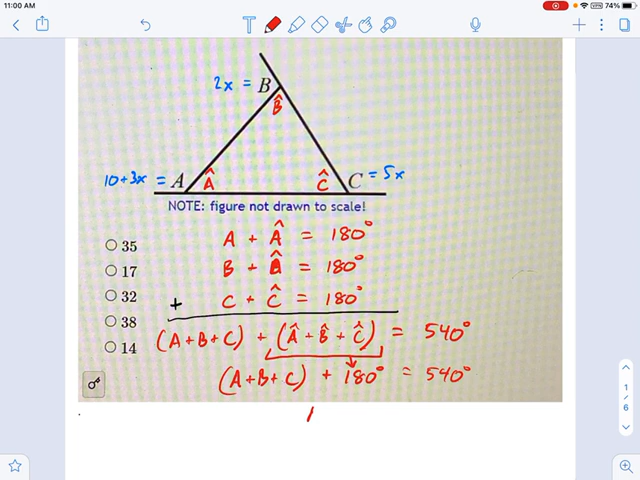 11:00 AM
74%
2x = B
B̂
10+3x = A
Â
Ĉ
C = 5x
NOTE: figure not drawn to scale!
A + Â = 180°
35
B + = 180°
17
C + Ĉ = 180°
32
+
(A+B+C) + (Â + B̂ + Ĉ) = 540°
38
14
(A+B+C) + 180° = 540°
1 / 6